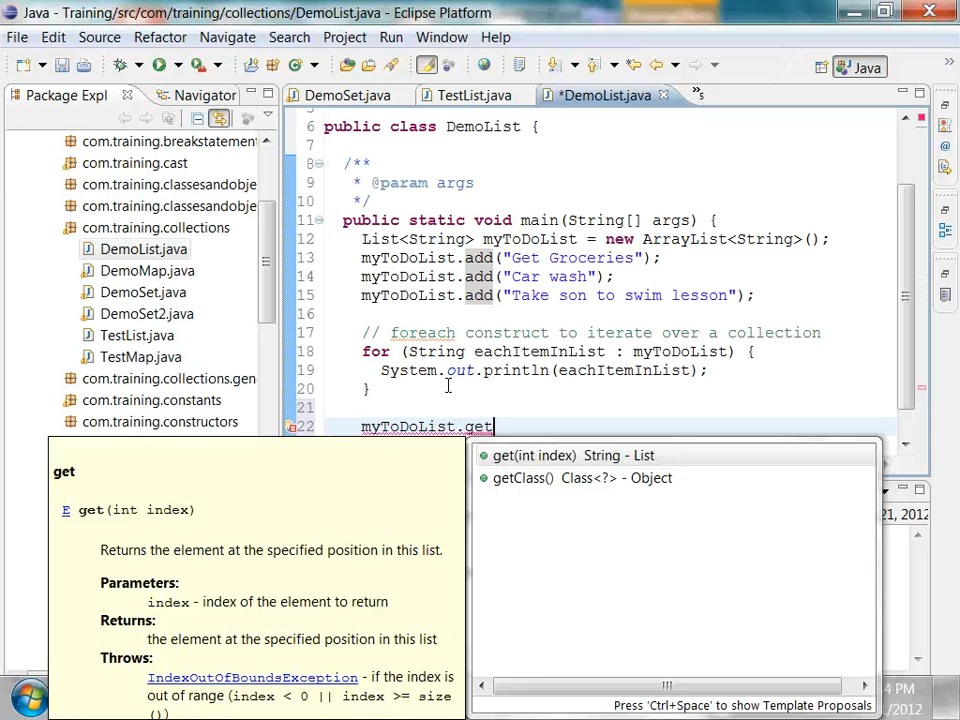 Java - Training/src/com/training/collections/DemoList.java - Eclipse Platform
File Edit Source Refactor Navigate Search Project Run Window Help
Java
Package Expl Navigator DemoSet.java TestList.java *DemoList.java »5
com.training.breakstatement
com.training.cast
com.training.classesandobje
com.training.classesandobje
com.training.collections
DemoList.java
DemoMap.java
DemoSet.java
DemoSet2.java
TestList.java
TestMap.java
com.training.collections.gen
com.training.constants
com.training.constructors
6 public class DemoList {
7
8 /**
9 * @param args
10 */
11 public static void main(String[] args) {
12 List<String> myToDoList = new ArrayList<String>();
13 myToDoList.add("Get Groceries");
14 myToDoList.add("Car wash");
15 myToDoList.add("Take son to swim lesson");
16
17 // foreach construct to iterate over a collection
18 for (String eachItemInList : myToDoList) {
19 System.out.println(eachItemInList);
20 }
21
22 myToDoList.get
get
E get(int index)
Returns the element at the specified position in this list.
Parameters:
index - index of the element to return
Returns:
the element at the specified position in this list
Throws:
IndexOutOfBoundsException - if the index is
out of range (index < 0 || index >= size
())
get(int index) String - List
getClass() Class<?> - Object
Press 'Ctrl+Space' to show Template Proposals
21, 2012
4 PM
/2012